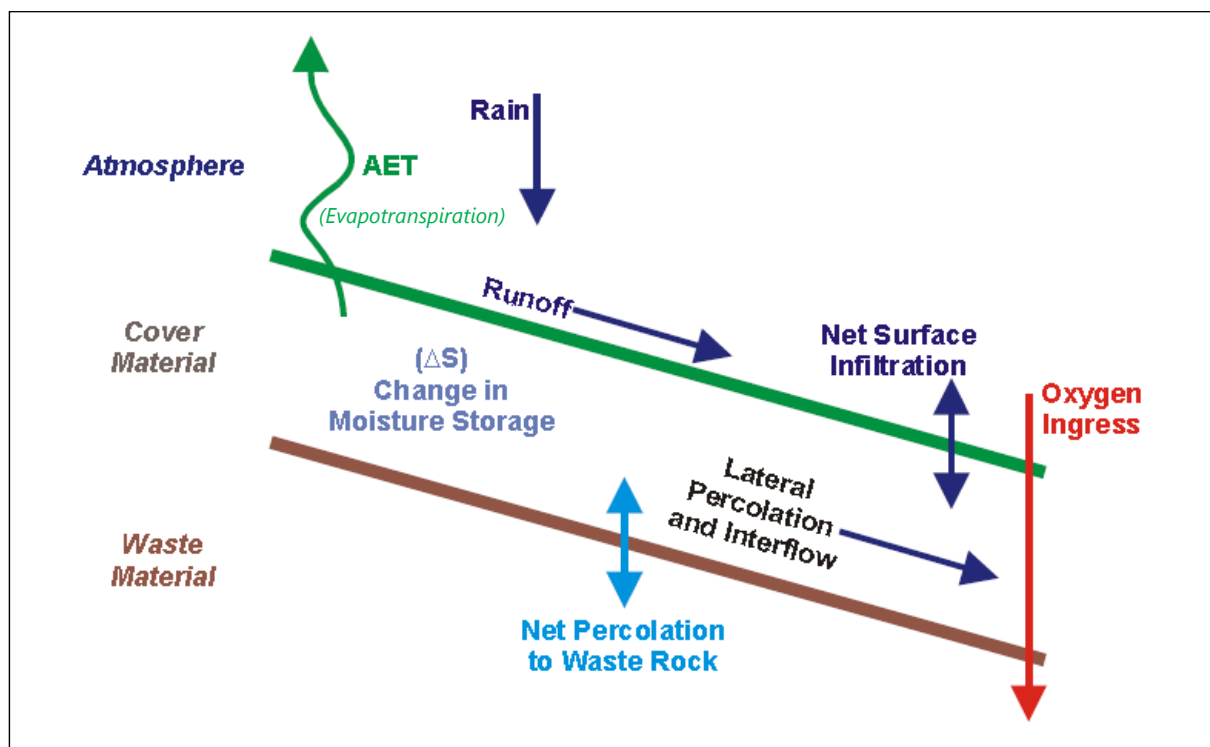 Rain
Atmosphere
AET
(Evapotranspiration)
Runoff
Cover
Material
(△S)
Change in
Moisture Storage
Net Surface
Infiltration
Oxygen
Ingress
Lateral
Percolation
and Interflow
Waste
Material
Net Percolation
to Waste Rock